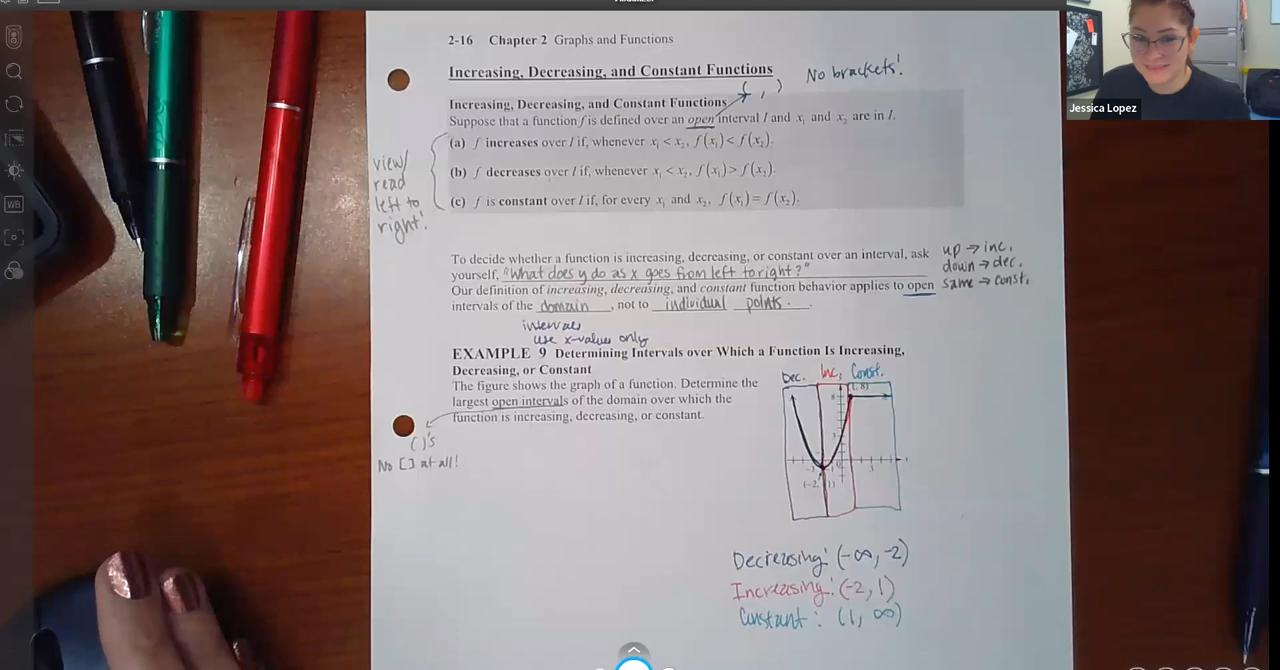 2-16 Chapter 2 Graphs and Functions
Increasing, Decreasing, and Constant Functions
No brackets!
( , )
Increasing, Decreasing, and Constant Functions
Suppose that a function f is defined over an open interval I and x₁ and x₂ are in I.
(a) f increases over I if, whenever x₁ < x₂, f(x₁) < f(x₂).
(b) f decreases over I if, whenever x₁ < x₂, f(x₁) > f(x₂).
(c) f is constant over I if, for every x₁ and x₂, f(x₁) = f(x₂).
view/
read
left to
right!
To decide whether a function is increasing, decreasing, or constant over an interval, ask
yourself, "What does y do as x goes from left to right?"
Our definition of increasing, decreasing, and constant function behavior applies to open
intervals of the domain, not to individual points.
up → inc.
down → dec.
same → const.
intervals
use x-values only
EXAMPLE 9 Determining Intervals over Which a Function Is Increasing,
Decreasing, or Constant
The figure shows the graph of a function. Determine the
largest open intervals of the domain over which the
function is increasing, decreasing, or constant.
( )'s
No [ ] at all!
Dec. Inc. Const.
(1, 8)
8
3
3
Decreasing: (-∞, -2)
Increasing: (-2, 1)
Constant: (1, ∞)
Jessica Lopez
WB